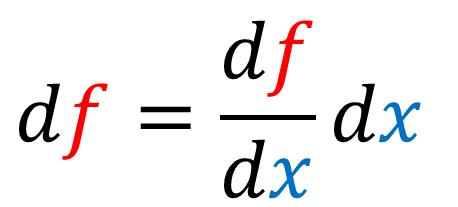 df = df/dx dx